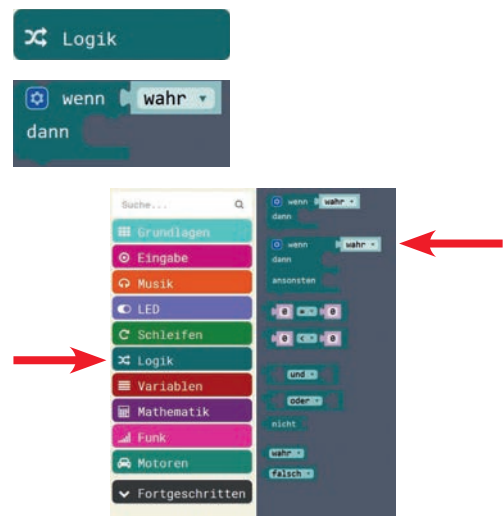 Logik
wenn wahr
dann
Suche...
Grundlagen
Eingabe
Musik
LED
Schleifen
Logik
Variablen
Mathematik
Funk
Motoren
Fortgeschritten
wenn wahr
dann
wenn wahr
dann
ansonsten
0 = 0
0 < 0
und
oder
nicht
wahr
falsch